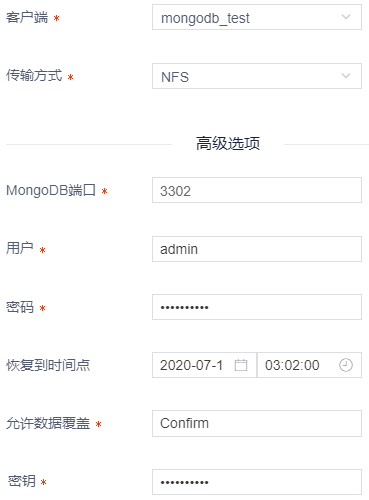 客户端 * mongodb_test
传输方式 * NFS
高级选项
MongoDB端口 * 3302
用户 * admin
密码 * ••••••••••
恢复到时间点 2020-07-1 03:02:00
允许数据覆盖 * Confirm
密钥 * ••••••••••